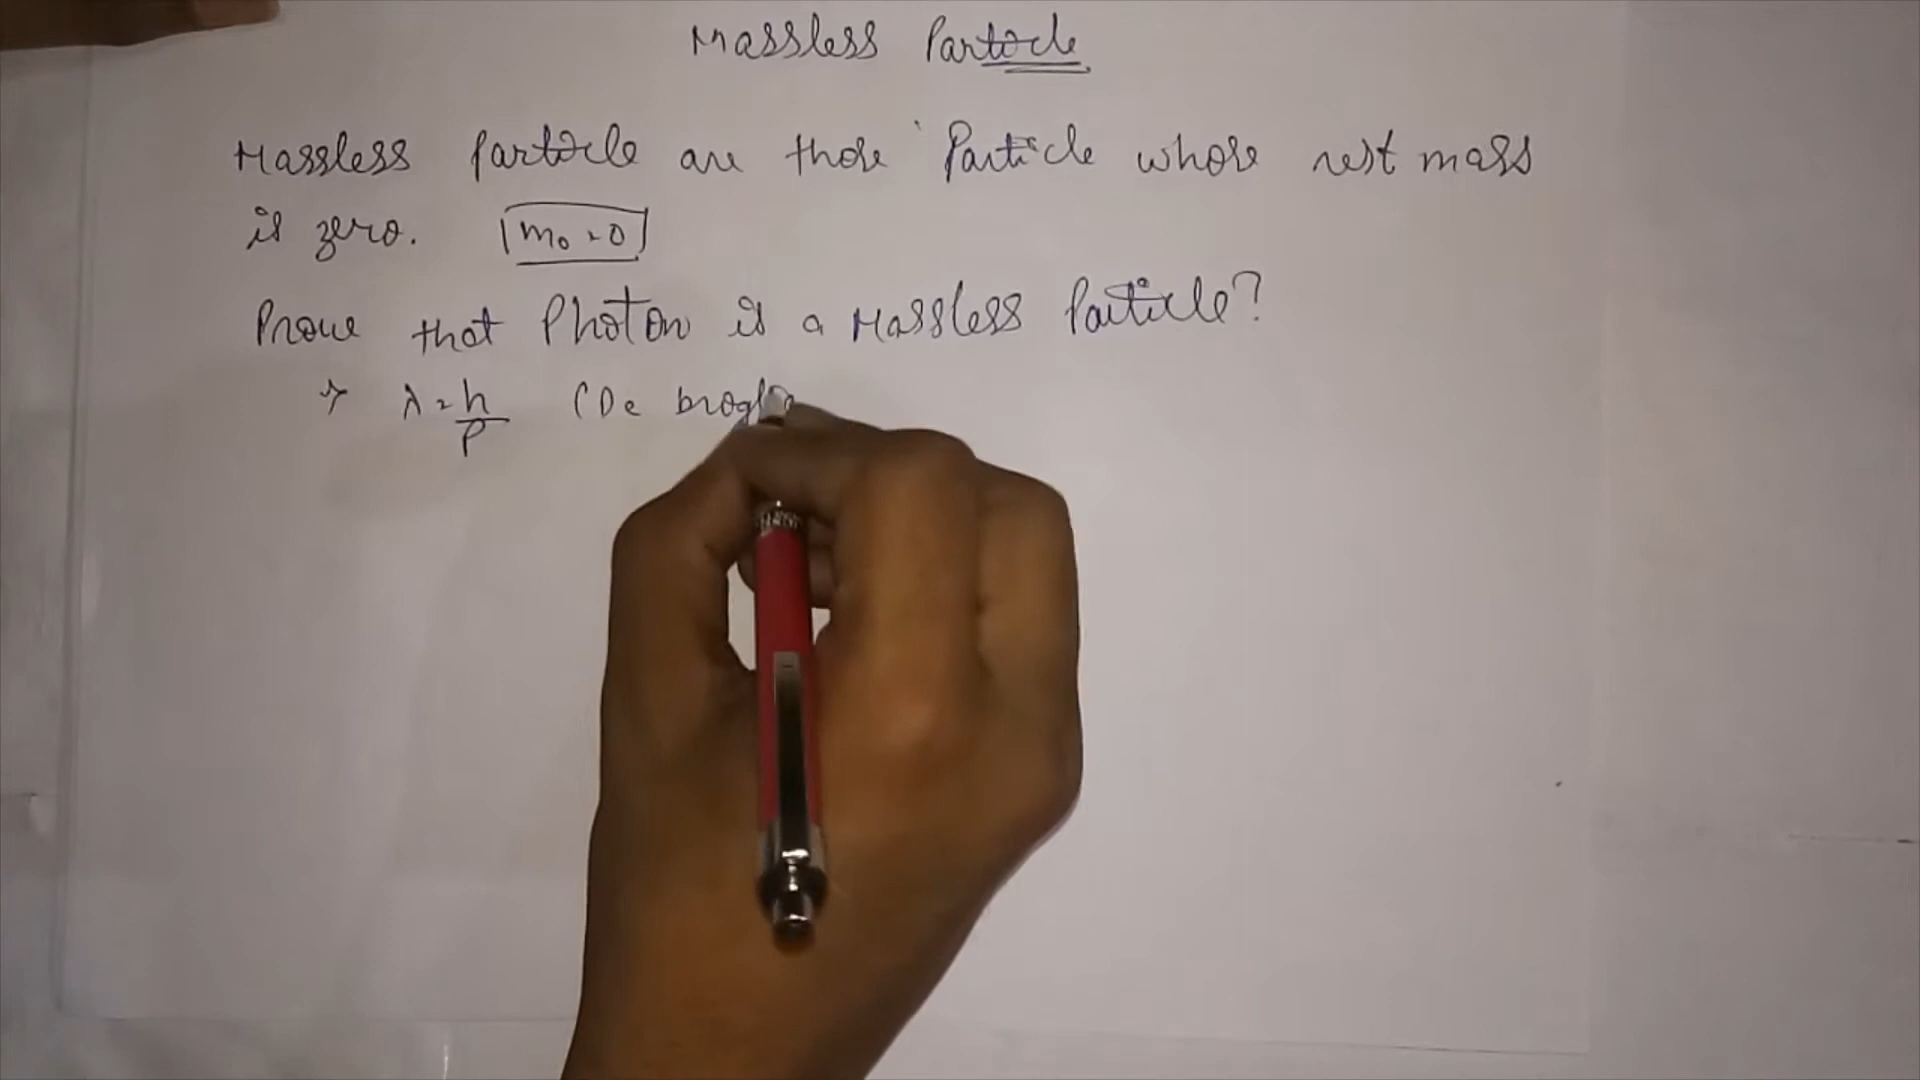 Massless Particle
Massless Particle are those Particle whose rest mass
is zero. m₀ = 0
Prove that Photon is a Massless Particle?
→ λ = h/P (De brogl